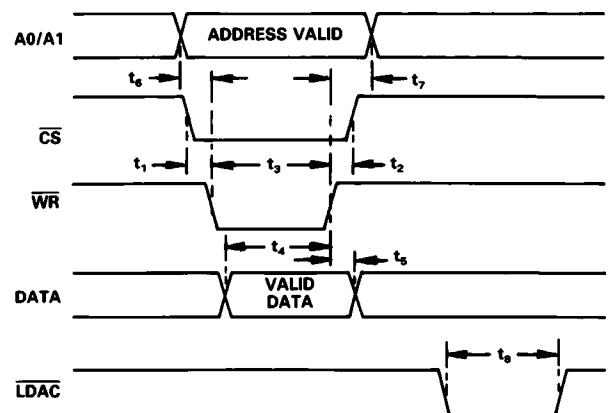 A0/A1
ADDRESS VALID
t6
t7
CS
t1
t3
t2
WR
t4
t5
DATA
VALID
DATA
LDAC
t8